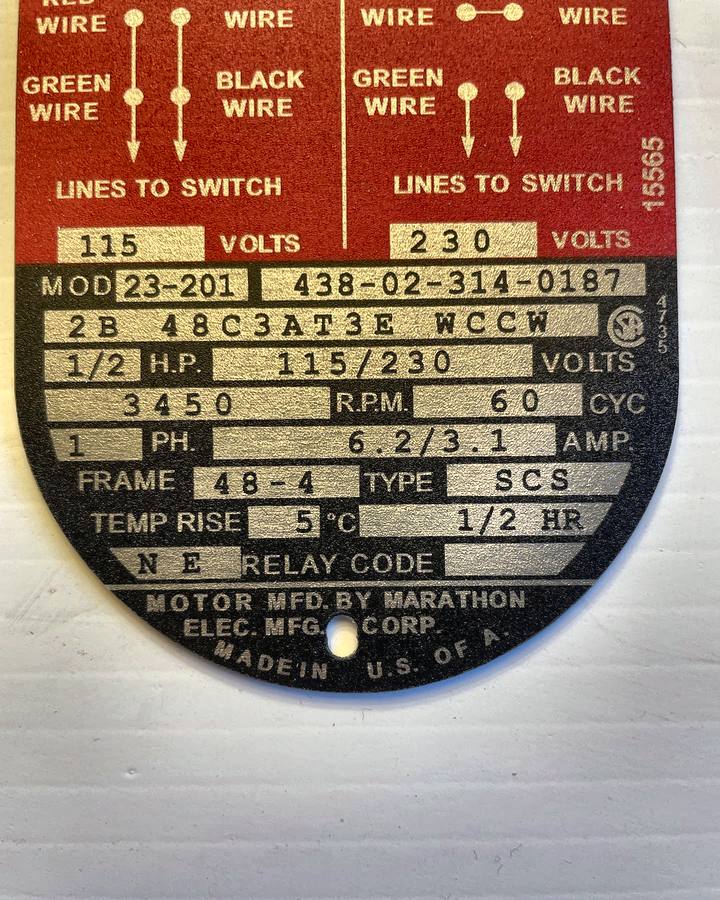 RED WIRE WIRE WIRE WIRE
GREEN WIRE BLACK WIRE GREEN WIRE BLACK WIRE
LINES TO SWITCH LINES TO SWITCH
15565
115 VOLTS 230 VOLTS
MOD 23-201 438-02-314-0187
2B 48C3AT3E WCCW
4735
1/2 H.P. 115/230 VOLTS
3450 R.P.M. 60 CYC
1 PH. 6.2/3.1 AMP.
FRAME 48-4 TYPE SCS
TEMP RISE 5 °C 1/2 HR
NE RELAY CODE
MOTOR MFD. BY MARATHON
ELEC. MFG. CORP.
MADE IN U.S. OF A.